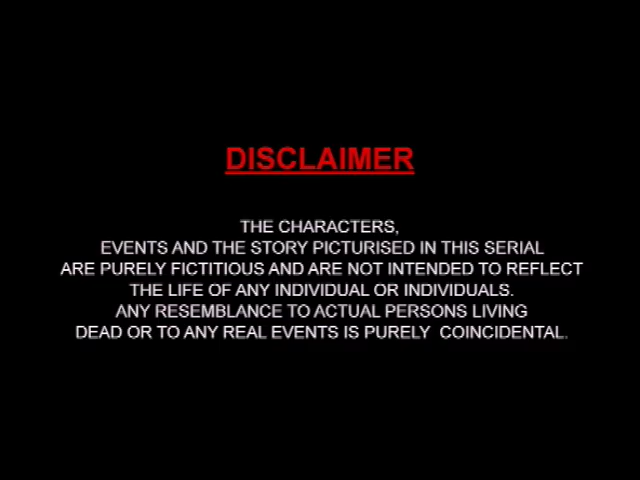 DISCLAIMER
THE CHARACTERS,
EVENTS AND THE STORY PICTURISED IN THIS SERIAL
ARE PURELY FICTITIOUS AND ARE NOT INTENDED TO REFLECT
THE LIFE OF ANY INDIVIDUAL OR INDIVIDUALS.
ANY RESEMBLANCE TO ACTUAL PERSONS LIVING
DEAD OR TO ANY REAL EVENTS IS PURELY COINCIDENTAL.